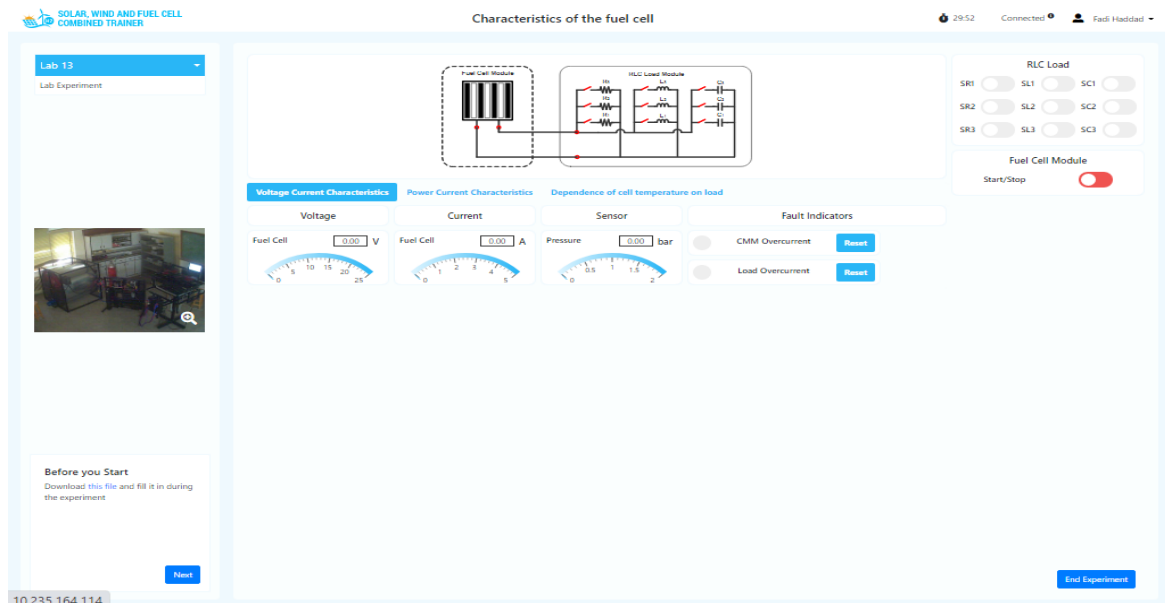 SOLAR, WIND AND FUEL CELL
COMBINED TRAINER
Characteristics of the fuel cell
29:52
Connected
Fadi Haddad
Lab 13
Lab Experiment
Fuel Cell Module
RLC Load Module
RLC Load
SR1 SL1 SC1
SR2 SL2 SC2
SR3 SL3 SC3
Fuel Cell Module
Start/Stop
Voltage Current Characteristics
Power Current Characteristics
Dependence of cell temperature on load
Voltage
Current
Sensor
Fault Indicators
Fuel Cell 0.00 V
0 5 10 15 20 25
Fuel Cell 0.00 A
0 1 2 3 4 5
Pressure 0.00 bar
0 0.5 1 1.5 2
CMM Overcurrent Reset
Load Overcurrent Reset
Before you Start
Download this file and fill it in during
the experiment
Next
End Experiment
10.235.164.114